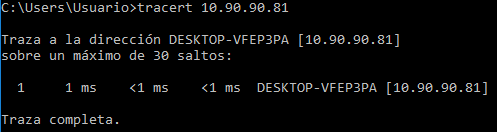 C:\Users\Usuario>tracert 10.90.90.81
Traza a la dirección DESKTOP-VFEP3PA [10.90.90.81]
sobre un máximo de 30 saltos:
1 1 ms <1 ms <1 ms DESKTOP-VFEP3PA [10.90.90.81]
Traza completa.